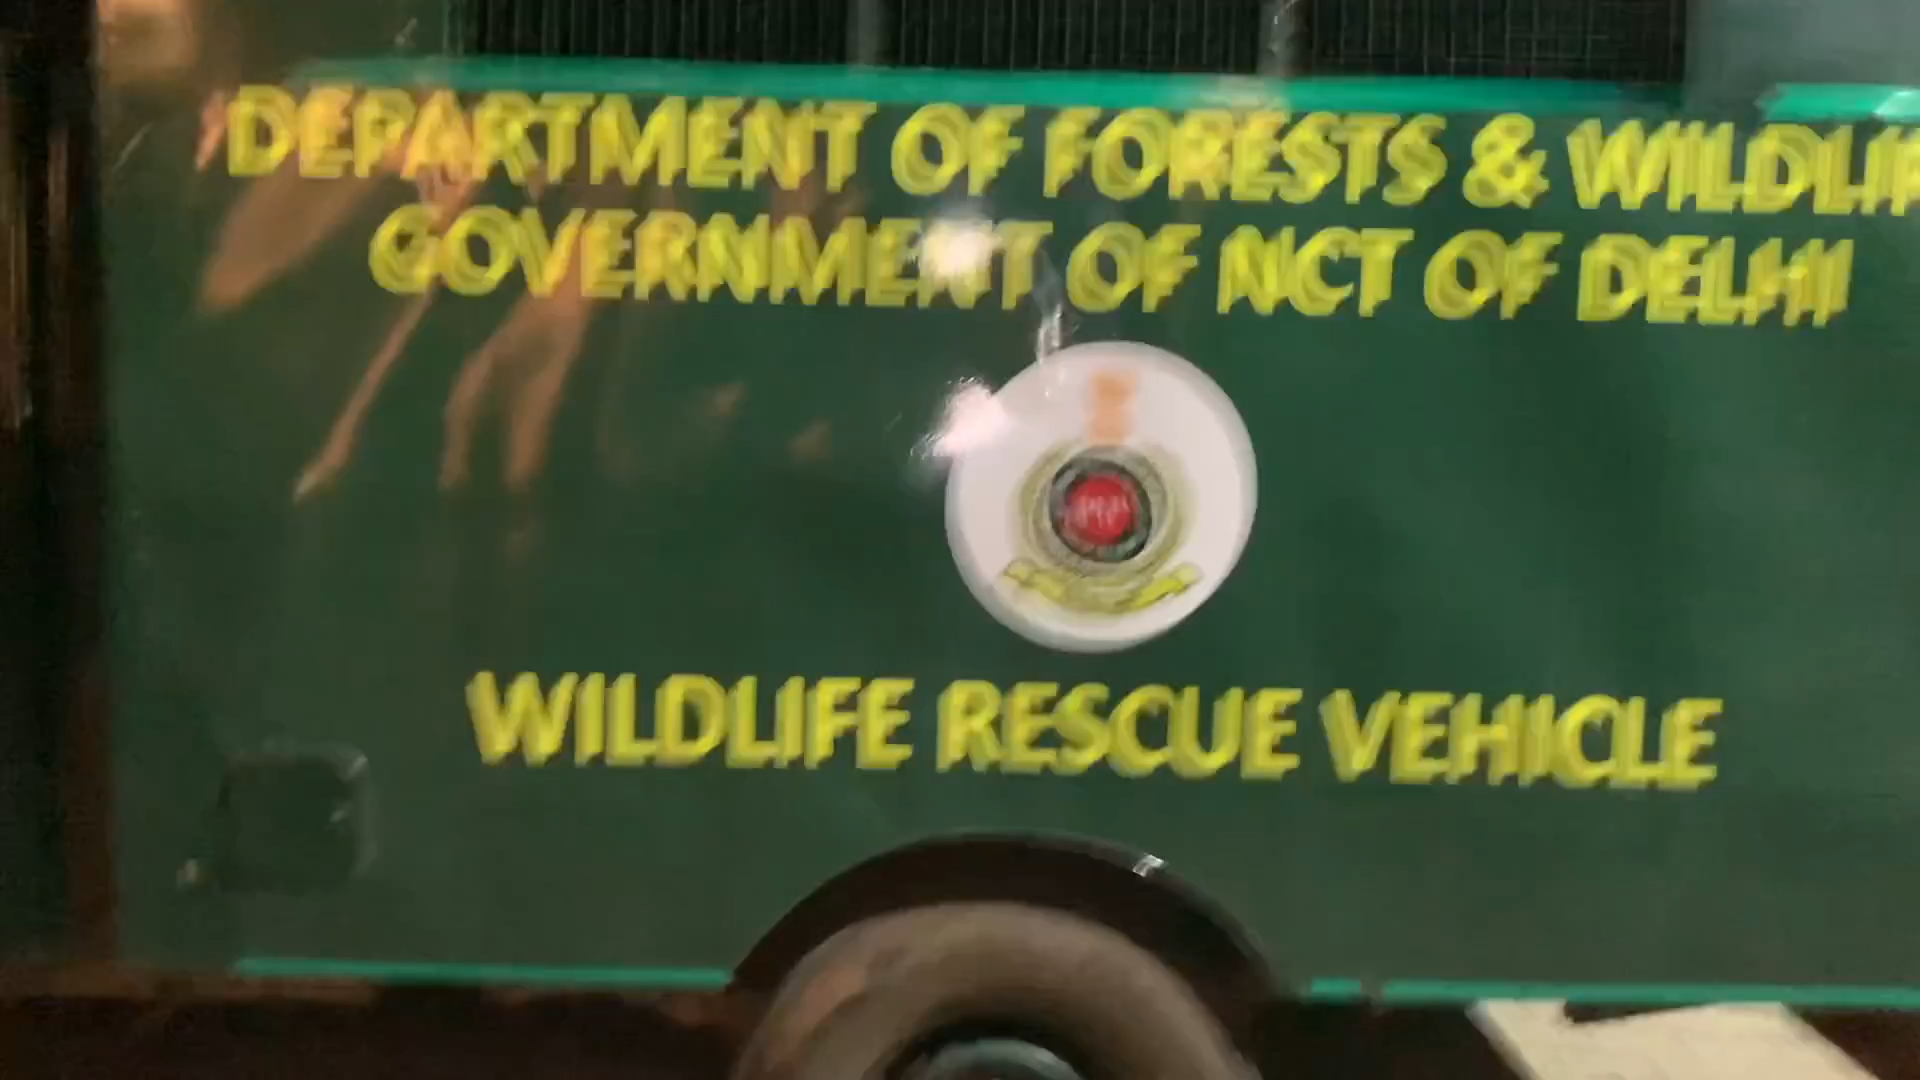 DEPARTMENT OF FORESTS & WILDLIF
GOVERNMENT OF NCT OF DELHI
WILDLIFE RESCUE VEHICLE